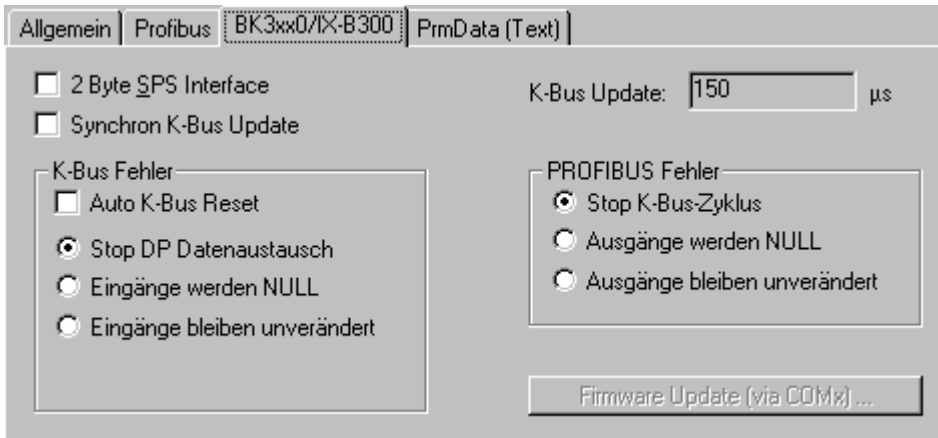 Allgemein Profibus BK3xx0/IX-B300 PrmData (Text)
2 Byte SPS Interface
K-Bus Update: 150 µs
Synchron K-Bus Update
K-Bus Fehler
Auto K-Bus Reset
Stop DP Datenaustausch
Eingänge werden NULL
Eingänge bleiben unverändert
PROFIBUS Fehler
Stop K-Bus-Zyklus
Ausgänge werden NULL
Ausgänge bleiben unverändert
Firmware Update (via COMx) ...